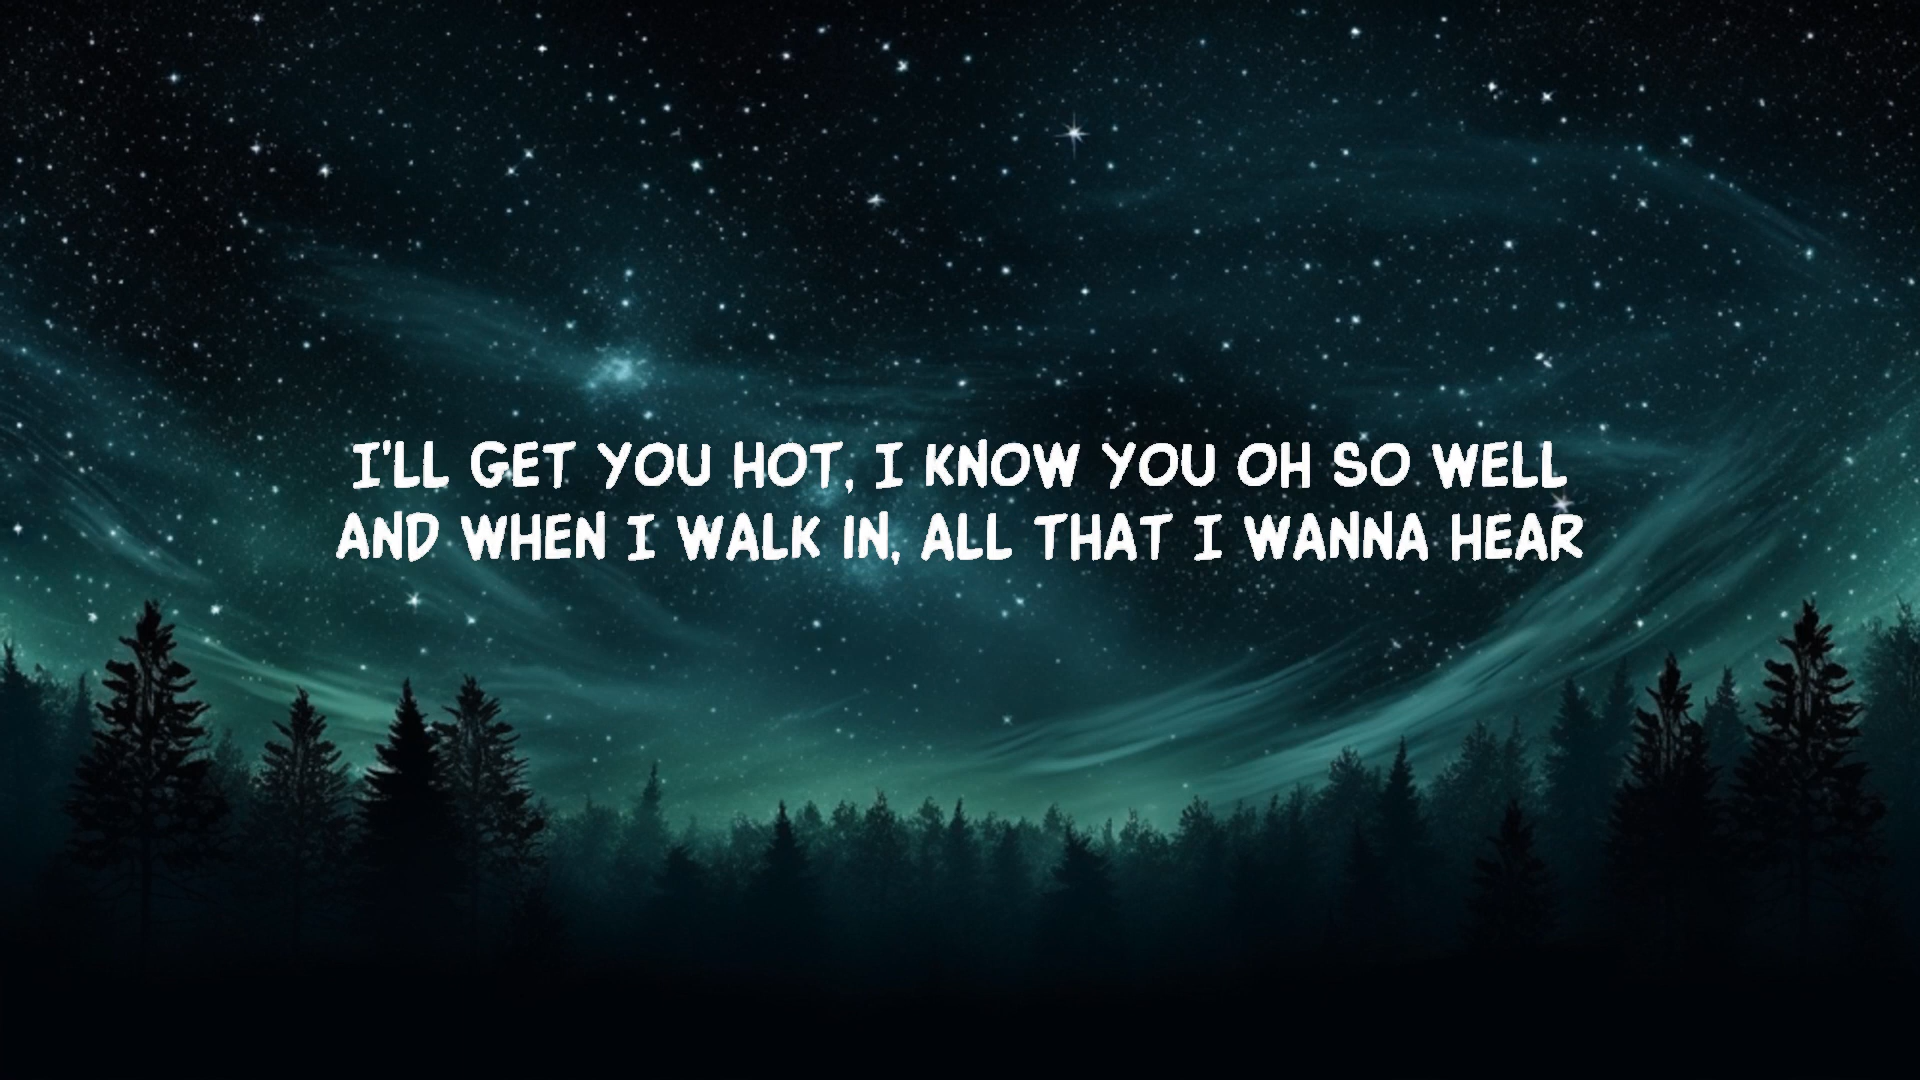 I'LL GET YOU HOT, I KNOW YOU OH SO WELL
AND WHEN I WALK IN, ALL THAT I WANNA HEAR